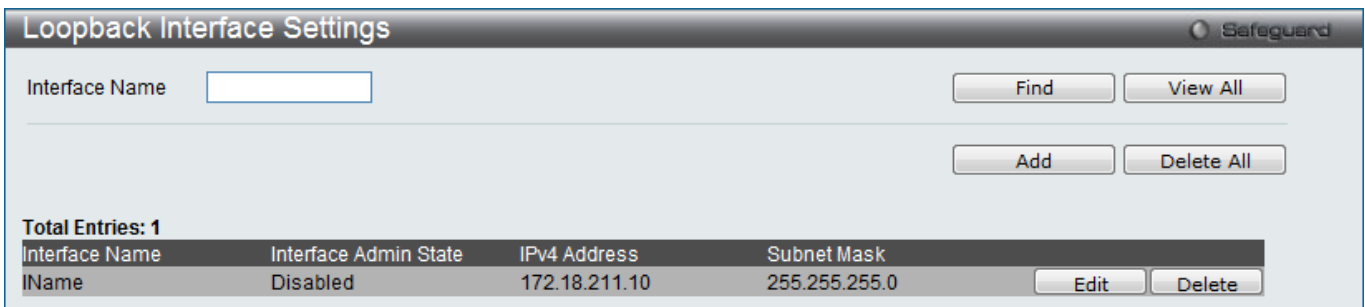 Loopback Interface Settings Safeguard
Interface Name Find View All
Add Delete All
Total Entries: 1
Interface Name Interface Admin State IPv4 Address Subnet Mask
IName Disabled 172.18.211.10 255.255.255.0 Edit Delete